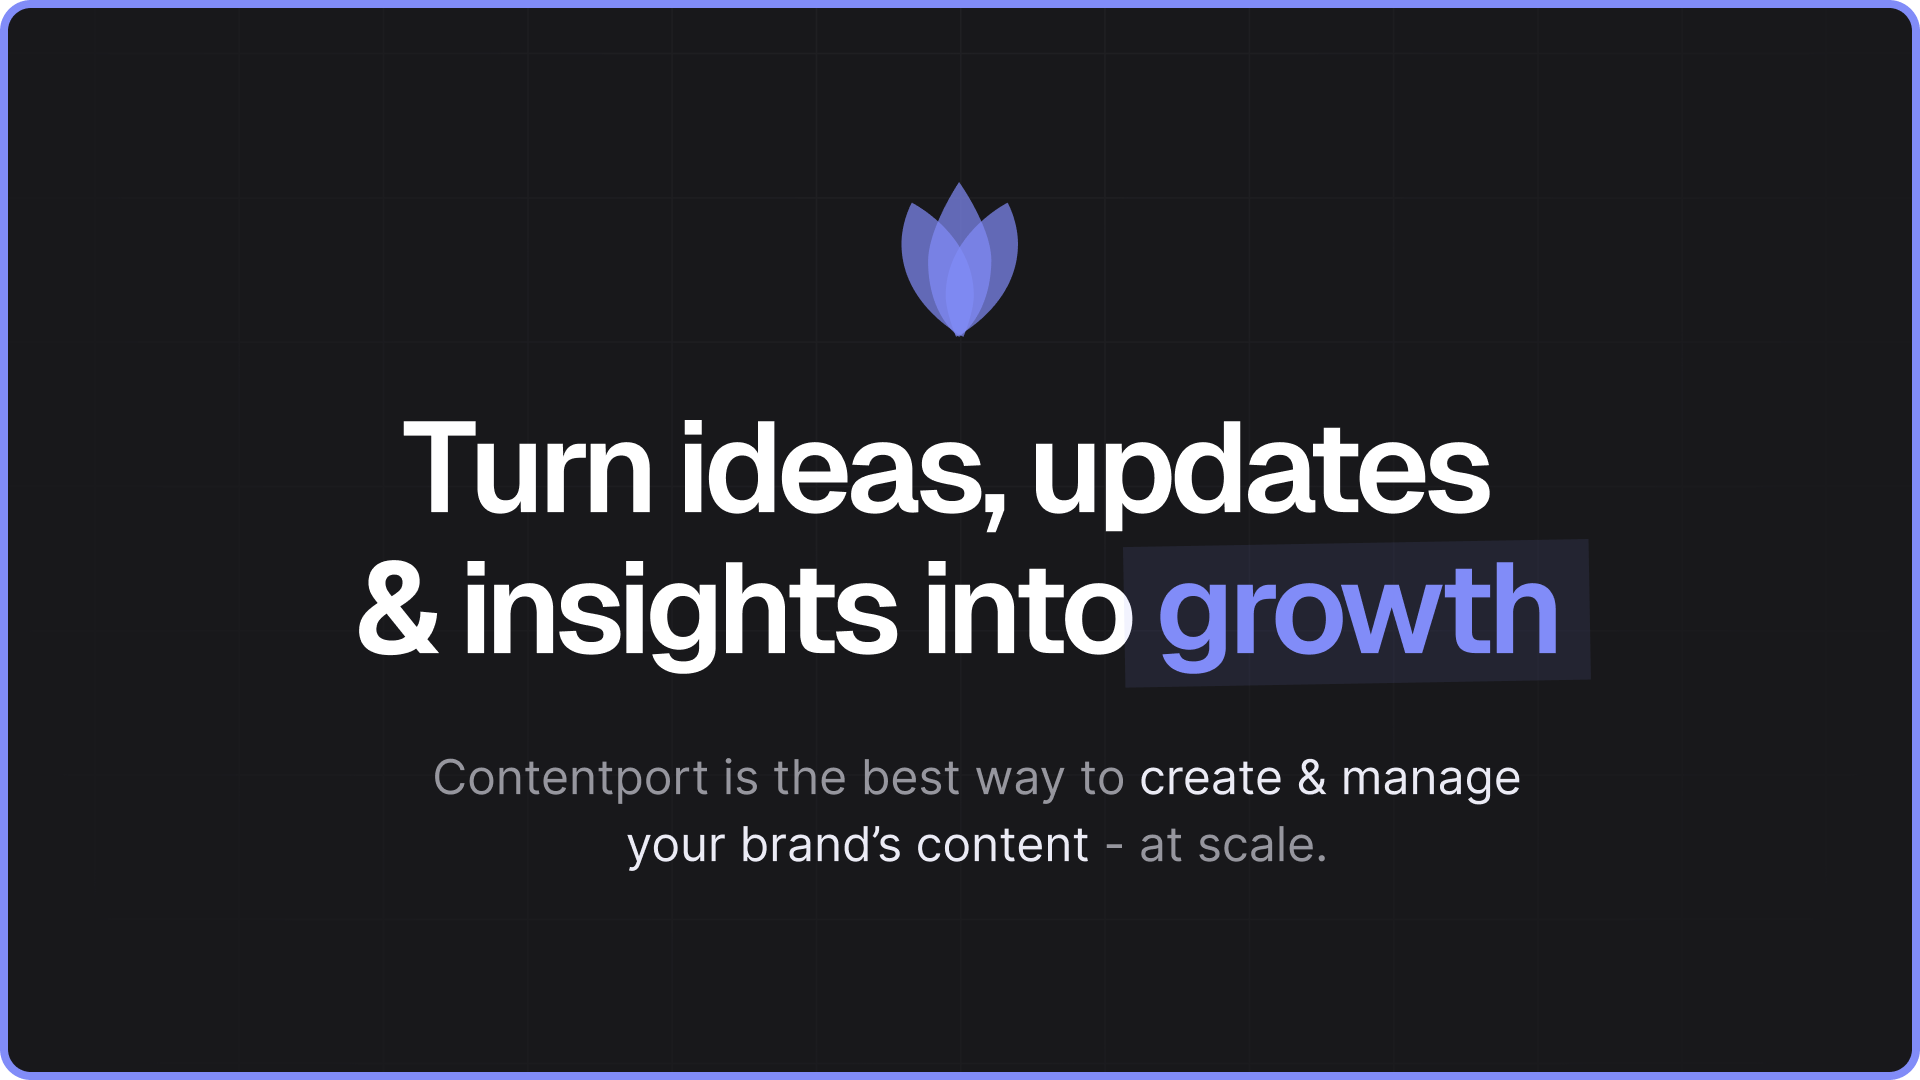 Turn ideas, updates
& insights into growth
Contentport is the best way to create & manage
your brand’s content - at scale.